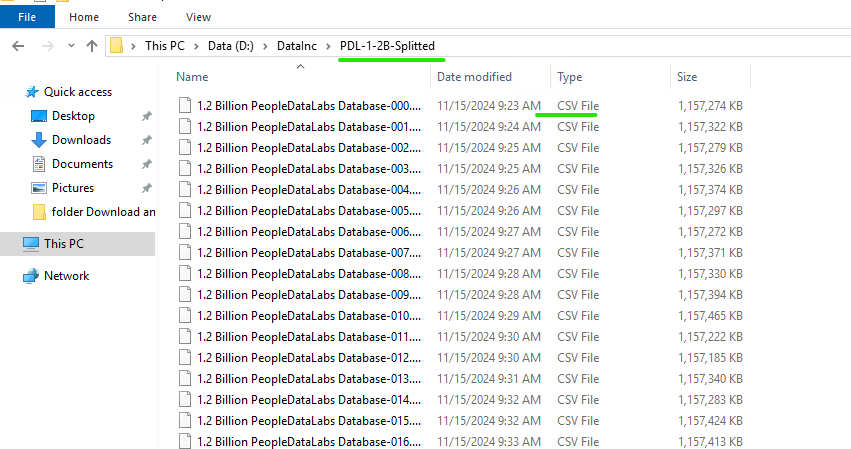 File Home Share View
This PC > Data (D:) > DataInc > PDL-1-2B-Splitted
Name Date modified Type Size
Quick access
Desktop
Downloads
Documents
Pictures
folder Download an
This PC
Network
1.2 Billion PeopleDataLabs Database-000.... 11/15/2024 9:23 AM CSV File 1,157,274 KB
1.2 Billion PeopleDataLabs Database-001.... 11/15/2024 9:24 AM CSV File 1,157,322 KB
1.2 Billion PeopleDataLabs Database-002.... 11/15/2024 9:25 AM CSV File 1,157,279 KB
1.2 Billion PeopleDataLabs Database-003.... 11/15/2024 9:25 AM CSV File 1,157,326 KB
1.2 Billion PeopleDataLabs Database-004.... 11/15/2024 9:26 AM CSV File 1,157,374 KB
1.2 Billion PeopleDataLabs Database-005.... 11/15/2024 9:26 AM CSV File 1,157,297 KB
1.2 Billion PeopleDataLabs Database-006.... 11/15/2024 9:27 AM CSV File 1,157,272 KB
1.2 Billion PeopleDataLabs Database-007.... 11/15/2024 9:27 AM CSV File 1,157,371 KB
1.2 Billion PeopleDataLabs Database-008.... 11/15/2024 9:28 AM CSV File 1,157,330 KB
1.2 Billion PeopleDataLabs Database-009.... 11/15/2024 9:28 AM CSV File 1,157,394 KB
1.2 Billion PeopleDataLabs Database-010.... 11/15/2024 9:29 AM CSV File 1,157,465 KB
1.2 Billion PeopleDataLabs Database-011.... 11/15/2024 9:30 AM CSV File 1,157,222 KB
1.2 Billion PeopleDataLabs Database-012.... 11/15/2024 9:30 AM CSV File 1,157,185 KB
1.2 Billion PeopleDataLabs Database-013.... 11/15/2024 9:31 AM CSV File 1,157,340 KB
1.2 Billion PeopleDataLabs Database-014.... 11/15/2024 9:32 AM CSV File 1,157,283 KB
1.2 Billion PeopleDataLabs Database-015.... 11/15/2024 9:32 AM CSV File 1,157,424 KB
1.2 Billion PeopleDataLabs Database-016.... 11/15/2024 9:33 AM CSV File 1,157,413 KB